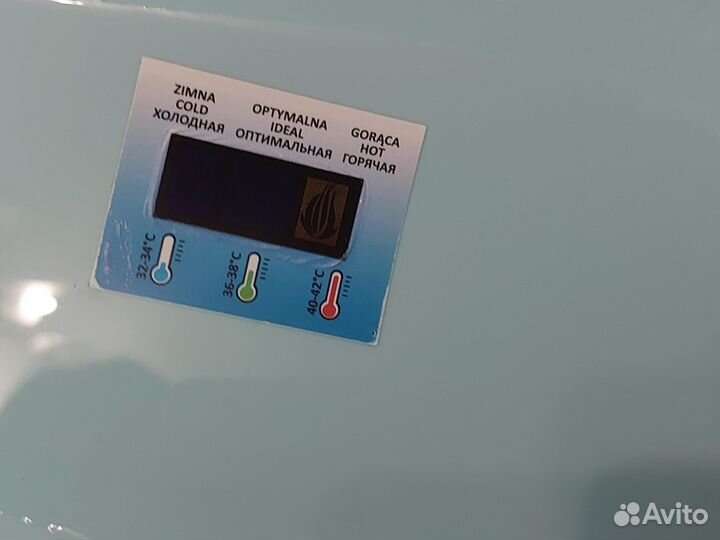 ZIMNA
COLD
ХОЛОДНАЯ
OPTYMALNA
IDEAL
ОПТИМАЛЬНАЯ
GORĄCA
HOT
ГОРЯЧАЯ
32-34°C
36-38°C
40-42°C
Avito